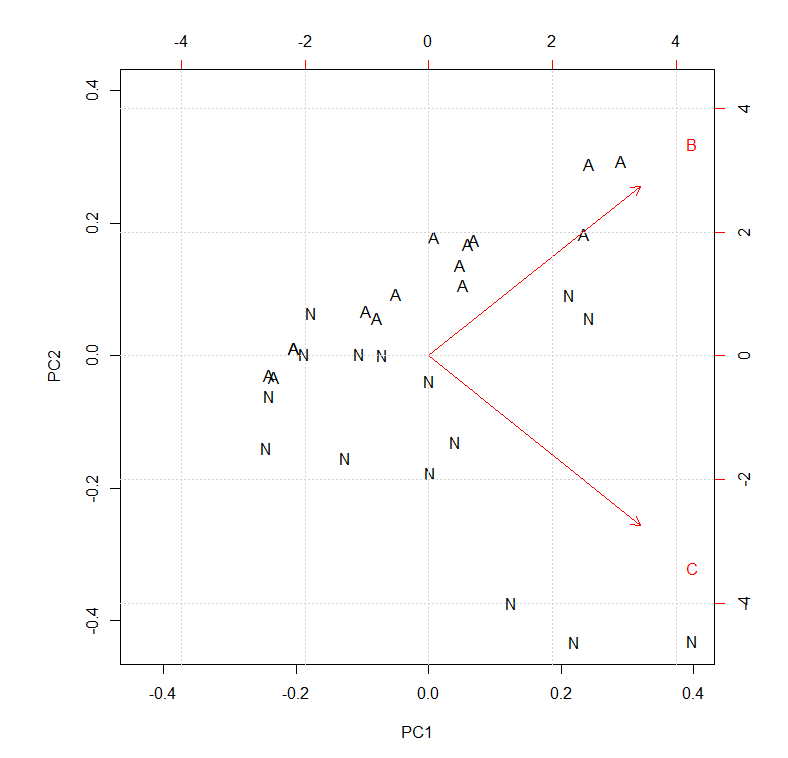 -4 -2 0 2 4
0.4 4
B
A A
0.2 A A A A 2
A
A
A N
N A A N
PC2 0.0 A N N N 0
A A N
N
N N
N
-0.2 N -2
C
-0.4 N -4
N N
-0.4 -0.2 0.0 0.2 0.4
PC1